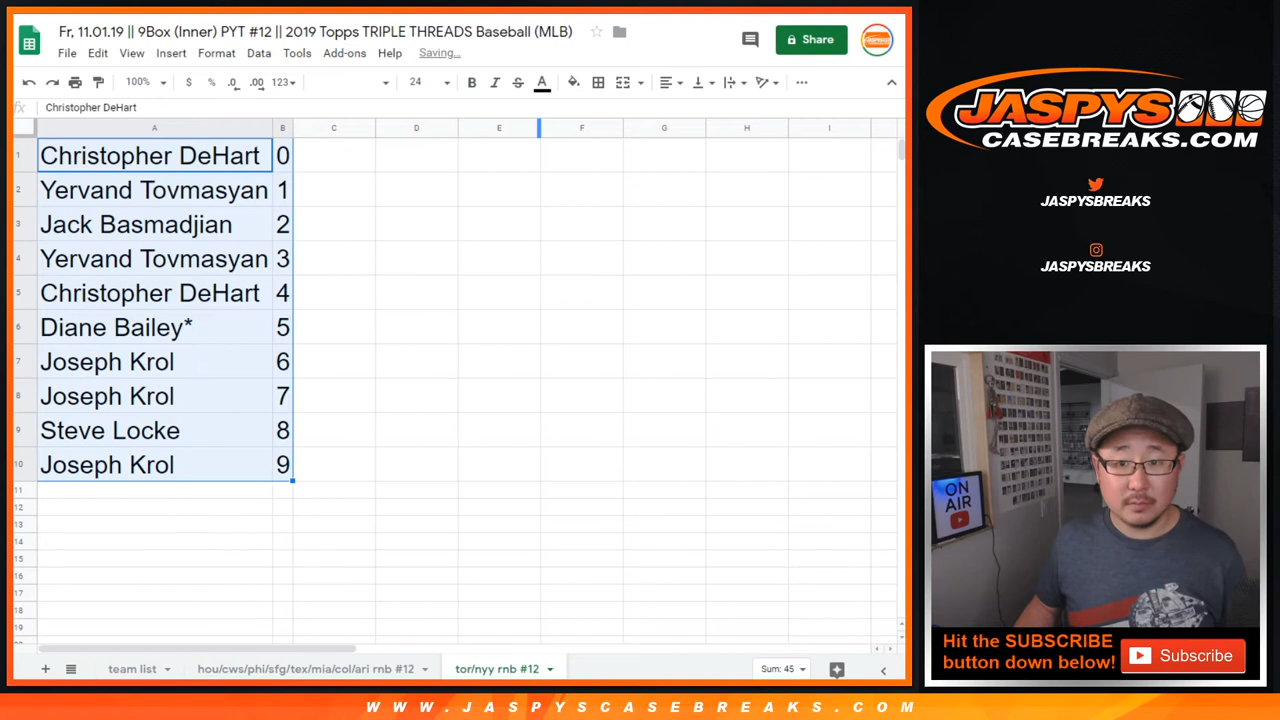 Fr, 11.01.19 || 9Box (Inner) PYT #12 || 2019 Topps TRIPLE THREADS Baseball (MLB)
File Edit View Insert Format Data Tools Add-ons Help Saving...
Share
100% $ % .0 .00 123 24 B I S A
fx Christopher DeHart
A B C D E F G H I
1 Christopher DeHart 0
2 Yervand Tovmasyan 1
3 Jack Basmadjian 2
4 Yervand Tovmasyan 3
5 Christopher DeHart 4
6 Diane Bailey* 5
7 Joseph Krol 6
8 Joseph Krol 7
9 Steve Locke 8
10 Joseph Krol 9
11
12
13
14
15
16
17
18
19
team list hou/cws/phi/sfg/tex/mia/col/ari rnb #12 tor/nyy rnb #12 Sum: 45
JASPYS
CASEBREAKS.COM
JASPYSBREAKS
JASPYSBREAKS
ON
AIR
Hit the SUBSCRIBE
button down below!
Subscribe
WWW.JASPYSCASEBREAKS.COM